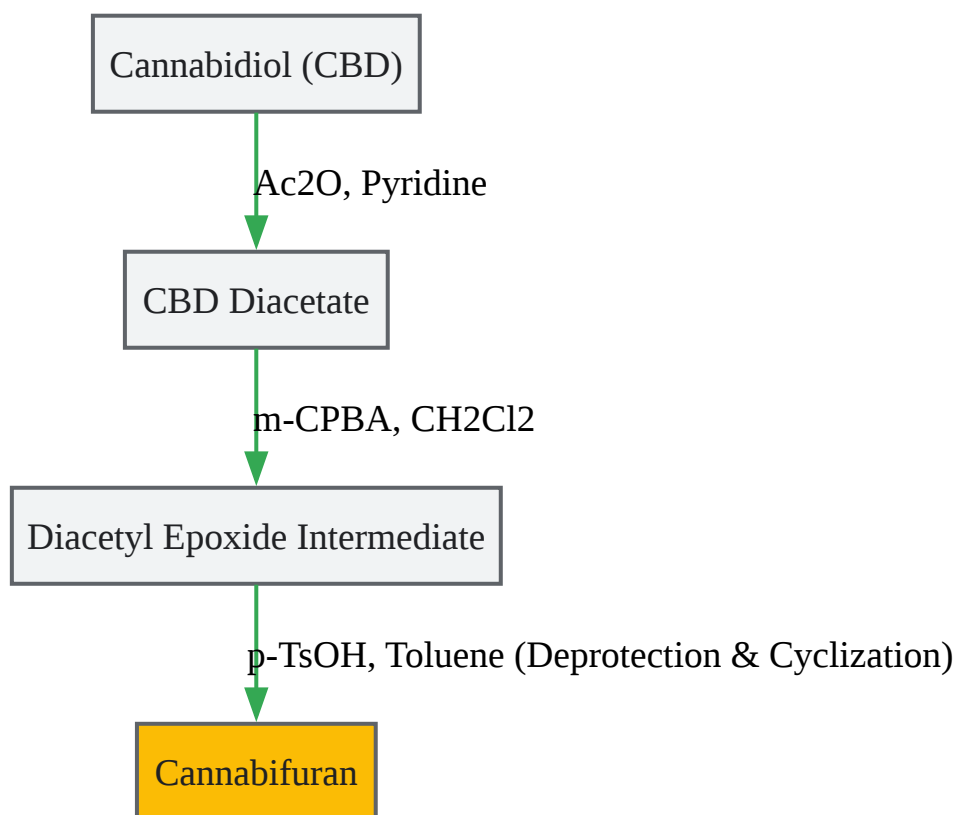 Cannabidiol (CBD)
Ac2O, Pyridine
CBD Diacetate
m-CPBA, CH2Cl2
Diacetyl Epoxide Intermediate
p-TsOH, Toluene (Deprotection & Cyclization)
Cannabifuran